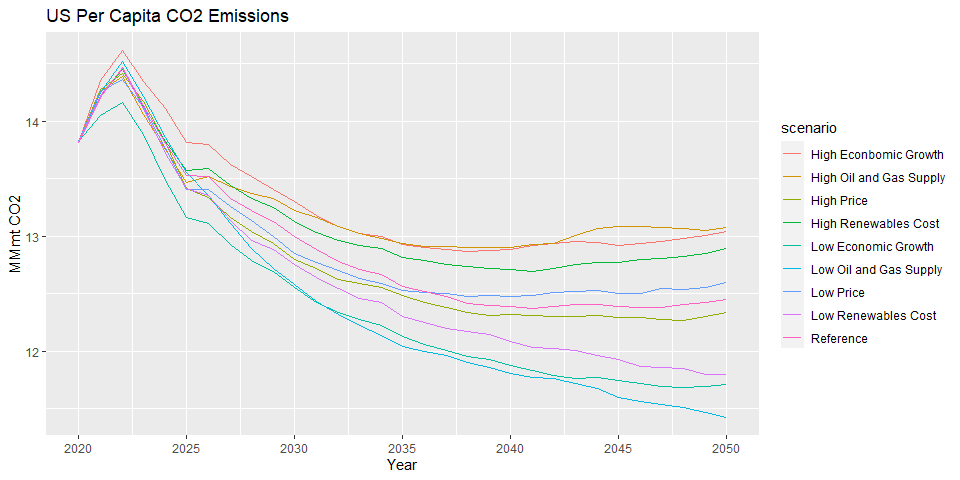 US Per Capita CO2 Emissions
MMmt CO2
14
13
12
2020 2025 2030 2035 2040 2045 2050
Year
scenario
High Econbomic Growth
High Oil and Gas Supply
High Price
High Renewables Cost
Low Economic Growth
Low Oil and Gas Supply
Low Price
Low Renewables Cost
Reference